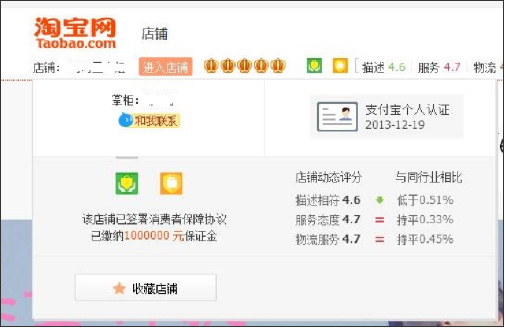 淘宝网
Taobao.com
店铺
店铺:
进入店铺
描述 4.6
服务 4.7
物流
掌柜:
和我联系
支付宝个人认证
2013-12-19
该店铺已签署消费者保障协议
已缴纳1000000 元保证金
店铺动态评分 与同行业相比
描述相符 4.6 低于0.51%
服务态度 4.7 = 持平0.33%
物流服务 4.7 = 持平0.45%
收藏店铺